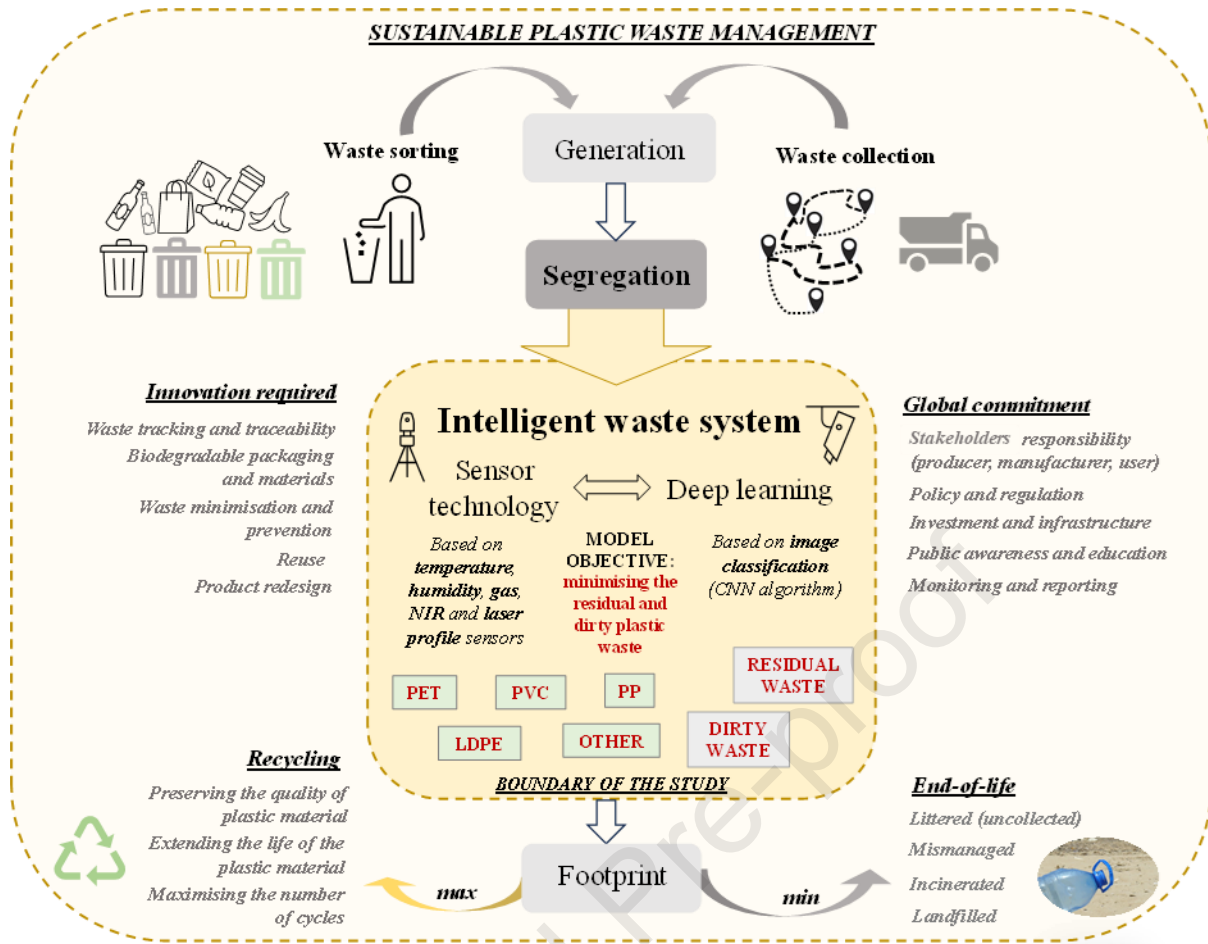 SUSTAINABLE PLASTIC WASTE MANAGEMENT
Waste sorting
Generation
Waste collection
Segregation
Innovation required
Waste tracking and traceability
Biodegradable packaging
and materials
Waste minimisation and
prevention
Reuse
Product redesign
Intelligent waste system
Sensor
technology
Deep learning
Based on
temperature,
humidity, gas,
NIR and laser
profile sensors
MODEL
OBJECTIVE:
minimising the
residual and
dirty plastic
waste
Based on image
classification
(CNN algorithm)
PET
PVC
PP
RESIDUAL
WASTE
LDPE
OTHER
DIRTY
WASTE
BOUNDARY OF THE STUDY
Global commitment
Stakeholders responsibility
(producer, manufacturer, user)
Policy and regulation
Investment and infrastructure
Public awareness and education
Monitoring and reporting
Recycling
Preserving the quality of
plastic material
Extending the life of the
plastic material
Maximising the number
of cycles
max
Footprint
min
End-of-life
Littered (uncollected)
Mismanaged
Incinerated
Landfilled
Pre-proof